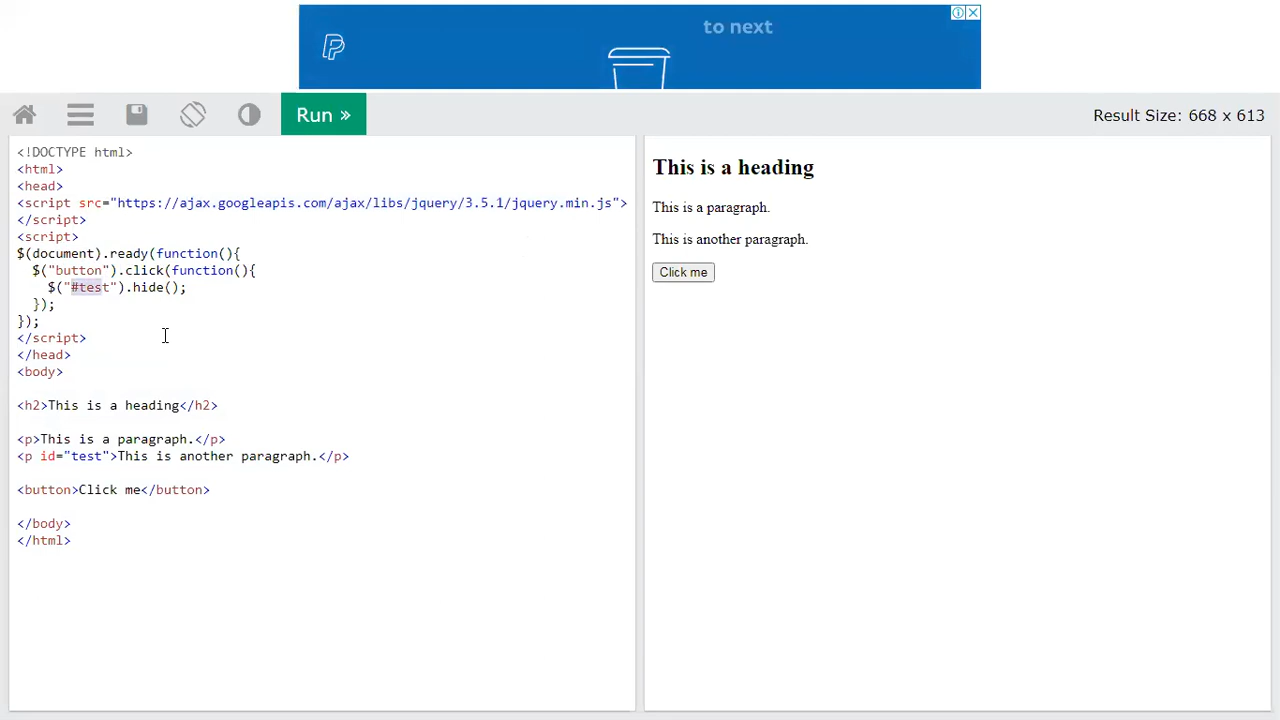 to next
Run »
Result Size: 668 x 613
<!DOCTYPE html>
<html>
<head>
<script src="https://ajax.googleapis.com/ajax/libs/jquery/3.5.1/jquery.min.js">
</script>
<script>
$(document).ready(function(){
  $("button").click(function(){
    $("#test").hide();
  });
});
</script>
</head>
<body>
<h2>This is a heading</h2>
<p>This is a paragraph.</p>
<p id="test">This is another paragraph.</p>
<button>Click me</button>
</body>
</html>
This is a heading
This is a paragraph.
This is another paragraph.
Click me